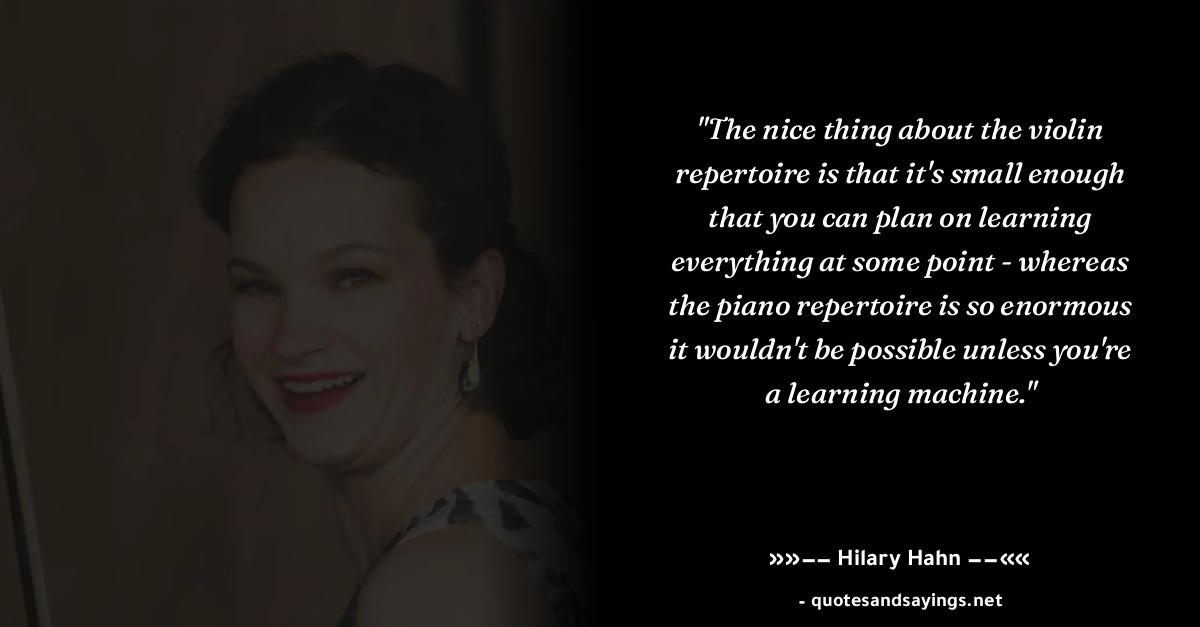 "The nice thing about the violin
repertoire is that it's small enough
that you can plan on learning
everything at some point - whereas
the piano repertoire is so enormous
it wouldn't be possible unless you're
a learning machine."
»»−− Hilary Hahn −−««
- quotesandsayings.net